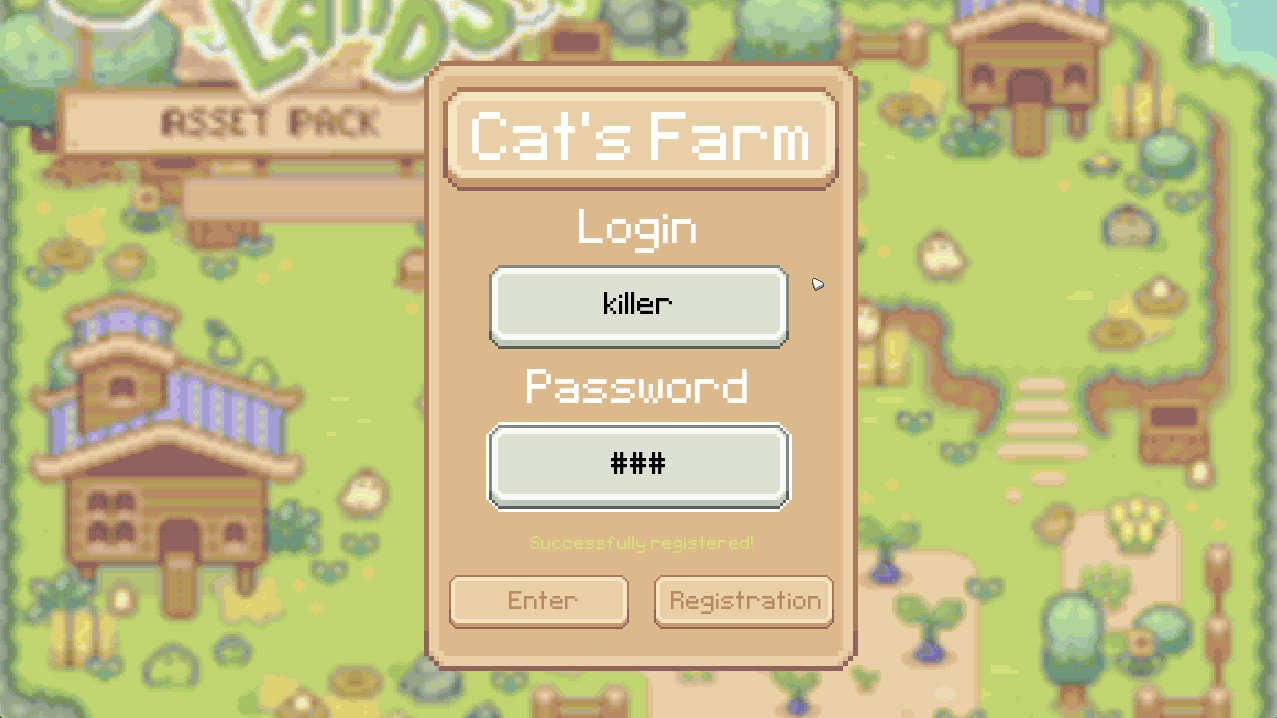 LANDS
ASSET PACK
Cat's Farm
Login
killer
Password
###
Successfully registered!
Enter
Registration